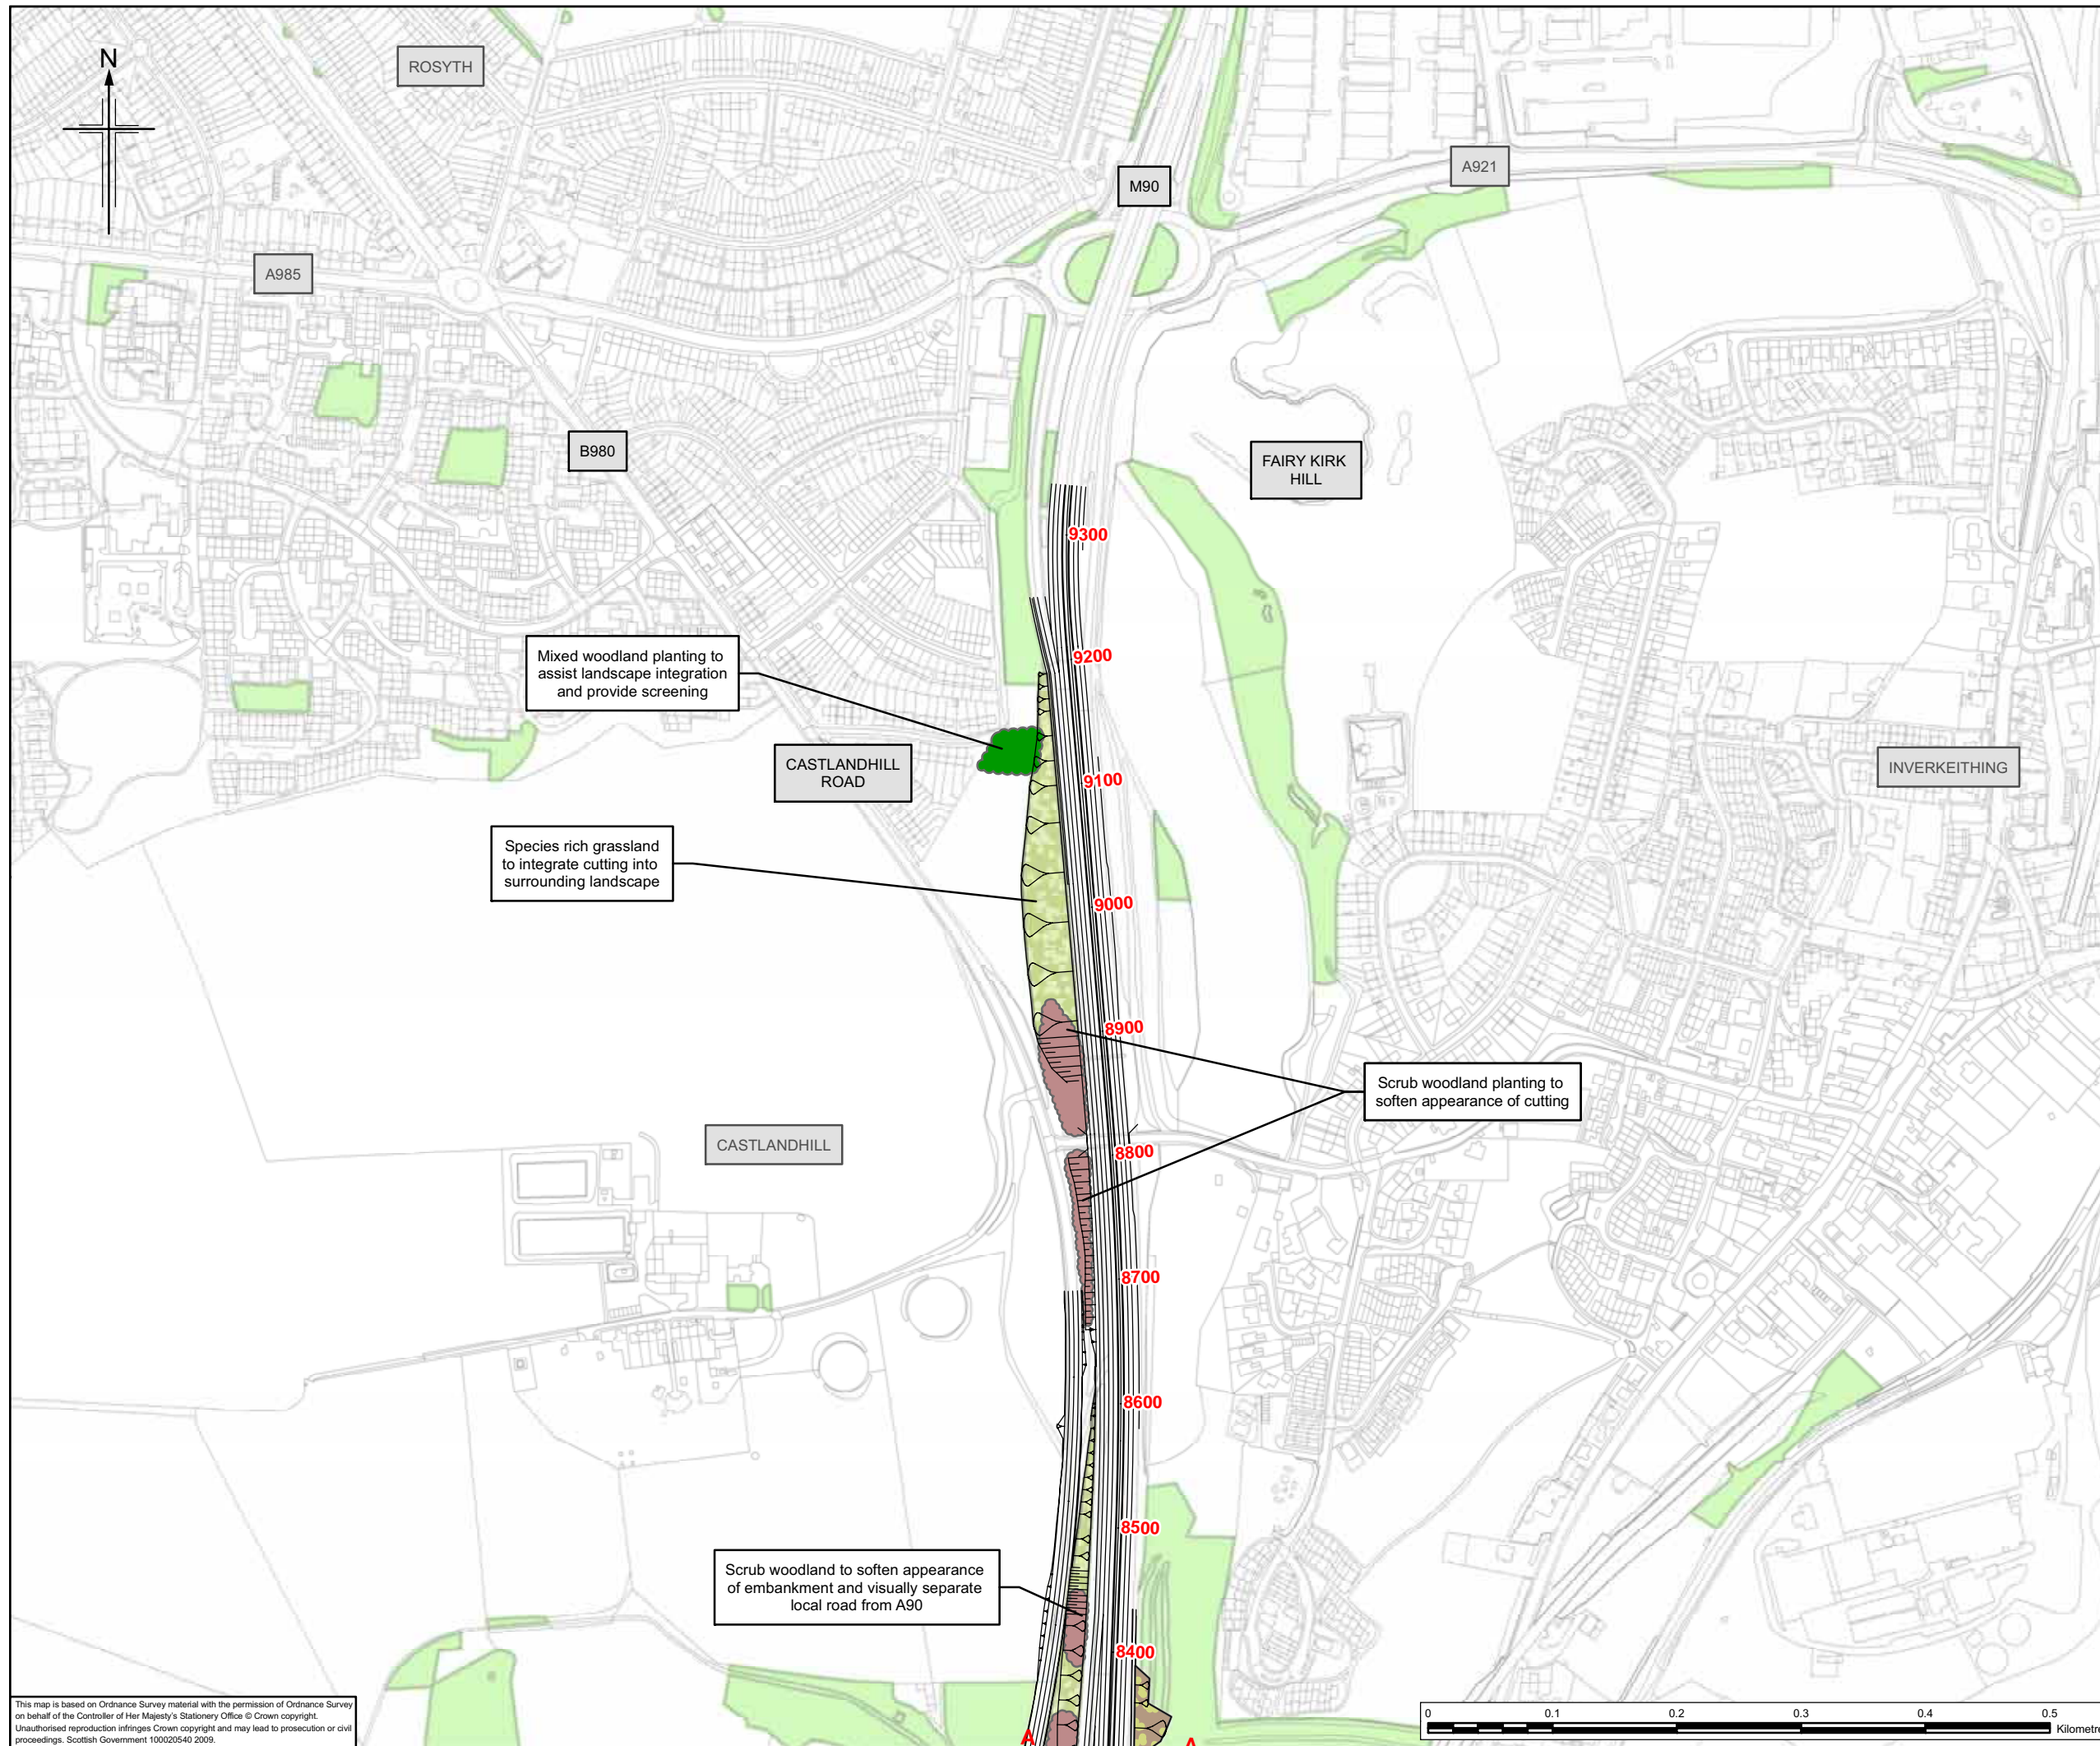 N
ROSYTH
M90
A921
A985
B980
FAIRY KIRK
HILL
9300
Mixed woodland planting to
assist landscape integration
and provide screening
9200
CASTLANDHILL
ROAD
9100
INVERKEITHING
Species rich grassland
to integrate cutting into
surrounding landscape
9000
8900
Scrub woodland planting to
soften appearance of cutting
CASTLANDHILL
8800
8700
8600
8500
Scrub woodland to soften appearance
of embankment and visually separate
local road from A90
8400
This map is based on Ordnance Survey material with the permission of Ordnance Survey
on behalf of the Controller of Her Majesty's Stationery Office © Crown copyright.
Unauthorised reproduction infringes Crown copyright and may lead to prosecution or civil
proceedings. Scottish Government 100020540 2009.
A
A
0 0.1 0.2 0.3 0.4 0.5
Kilometre